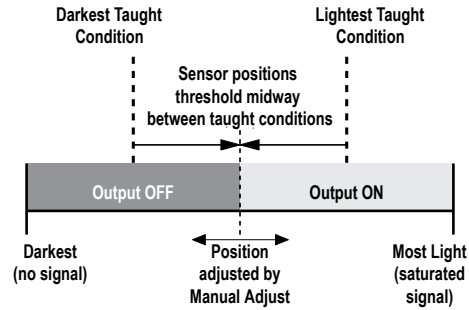 Darkest Taught
Condition
Lightest Taught
Condition
Sensor positions
threshold midway
between taught conditions
Output OFF
Output ON
Darkest
(no signal)
Position
adjusted by
Manual Adjust
Most Light
(saturated
signal)